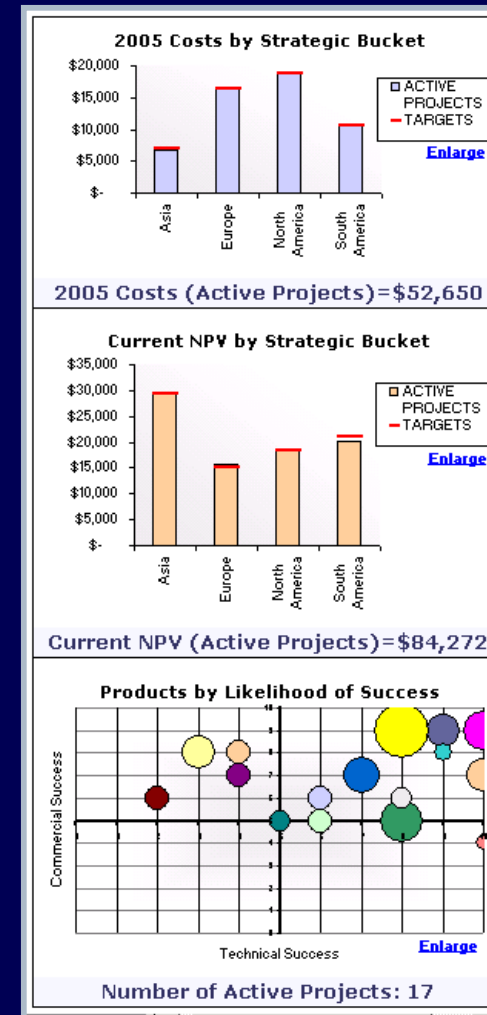 2005 Costs by Strategic Bucket
$20,000
$15,000
$10,000
$5,000
$-
Asia
Europe
North America
South America
ACTIVE PROJECTS
TARGETS
Enlarge
2005 Costs (Active Projects)=$52,650
Current NPV by Strategic Bucket
$35,000
$30,000
$25,000
$20,000
$15,000
$10,000
$5,000
$-
Asia
Europe
North America
South America
ACTIVE PROJECTS
TARGETS
Enlarge
Current NPV (Active Projects)=$84,272
Products by Likelihood of Success
Commercial Success
Technical Success
Enlarge
Number of Active Projects: 17